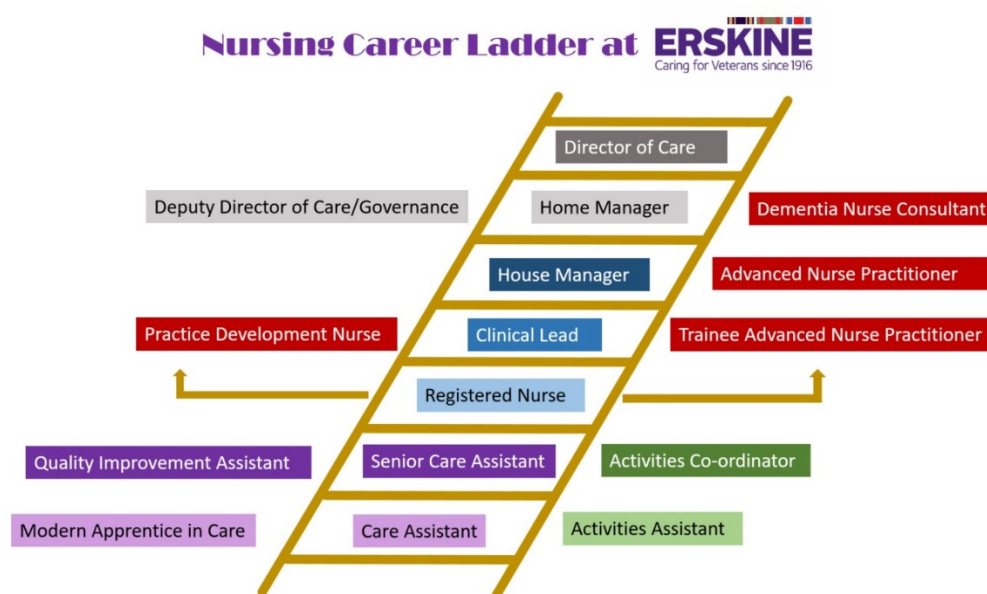 Nursing Career Ladder at ERSKINE
Caring for Veterans since 1916
Director of Care
Deputy Director of Care/Governance
Home Manager
Dementia Nurse Consultant
House Manager
Advanced Nurse Practitioner
Practice Development Nurse
Clinical Lead
Trainee Advanced Nurse Practitioner
Registered Nurse
Quality Improvement Assistant
Senior Care Assistant
Activities Co-ordinator
Modern Apprentice in Care
Care Assistant
Activities Assistant